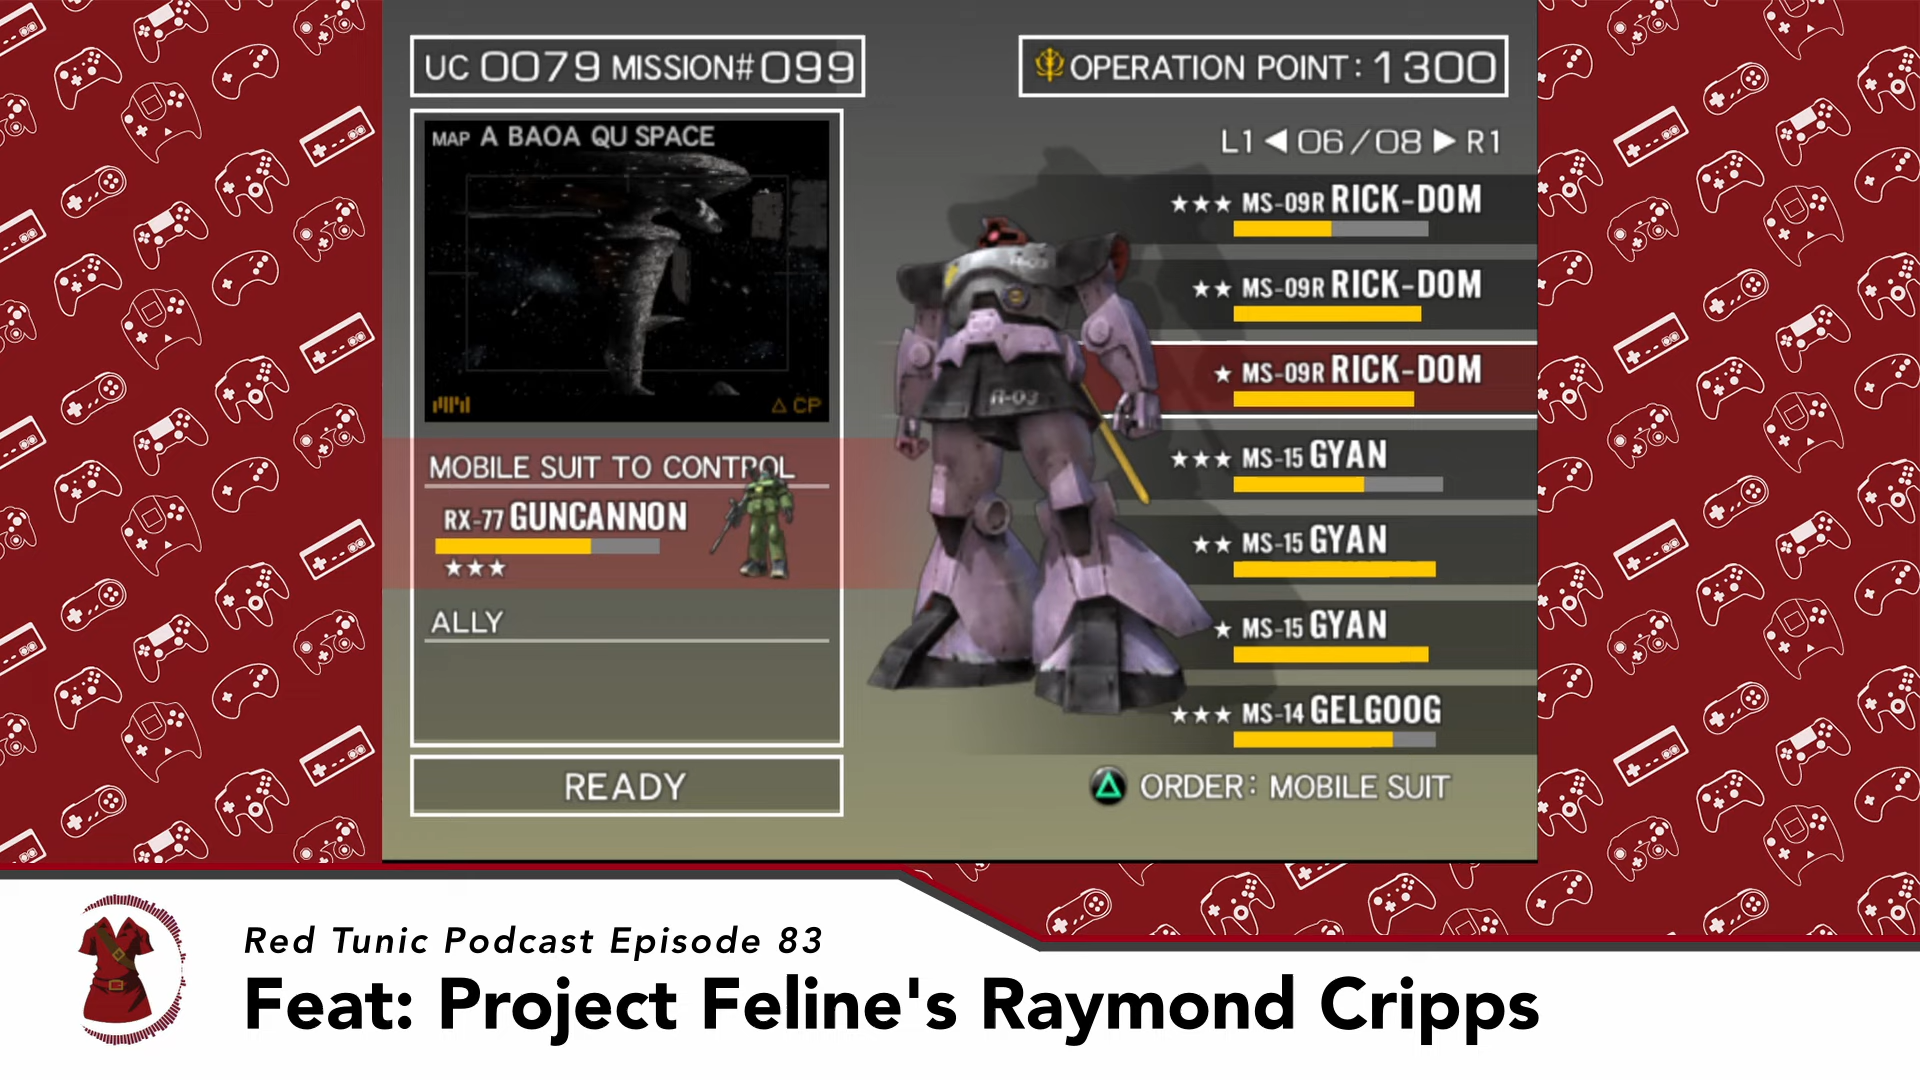 UC 0079 MISSION# 099
OPERATION POINT: 1300
MAP A BAOA QU SPACE
△ CP
L1 ◀ 06/08 ▶ R1
★★★ MS-09R RICK-DOM
★★ MS-09R RICK-DOM
★ MS-09R RICK-DOM
★★★ MS-15 GYAN
★★ MS-15 GYAN
★ MS-15 GYAN
★★★ MS-14 GELGOOG
A-03
MOBILE SUIT TO CONTROL
RX-77 GUNCANNON
★★★
ALLY
READY
ORDER: MOBILE SUIT
Red Tunic Podcast Episode 83
Feat: Project Feline's Raymond Cripps